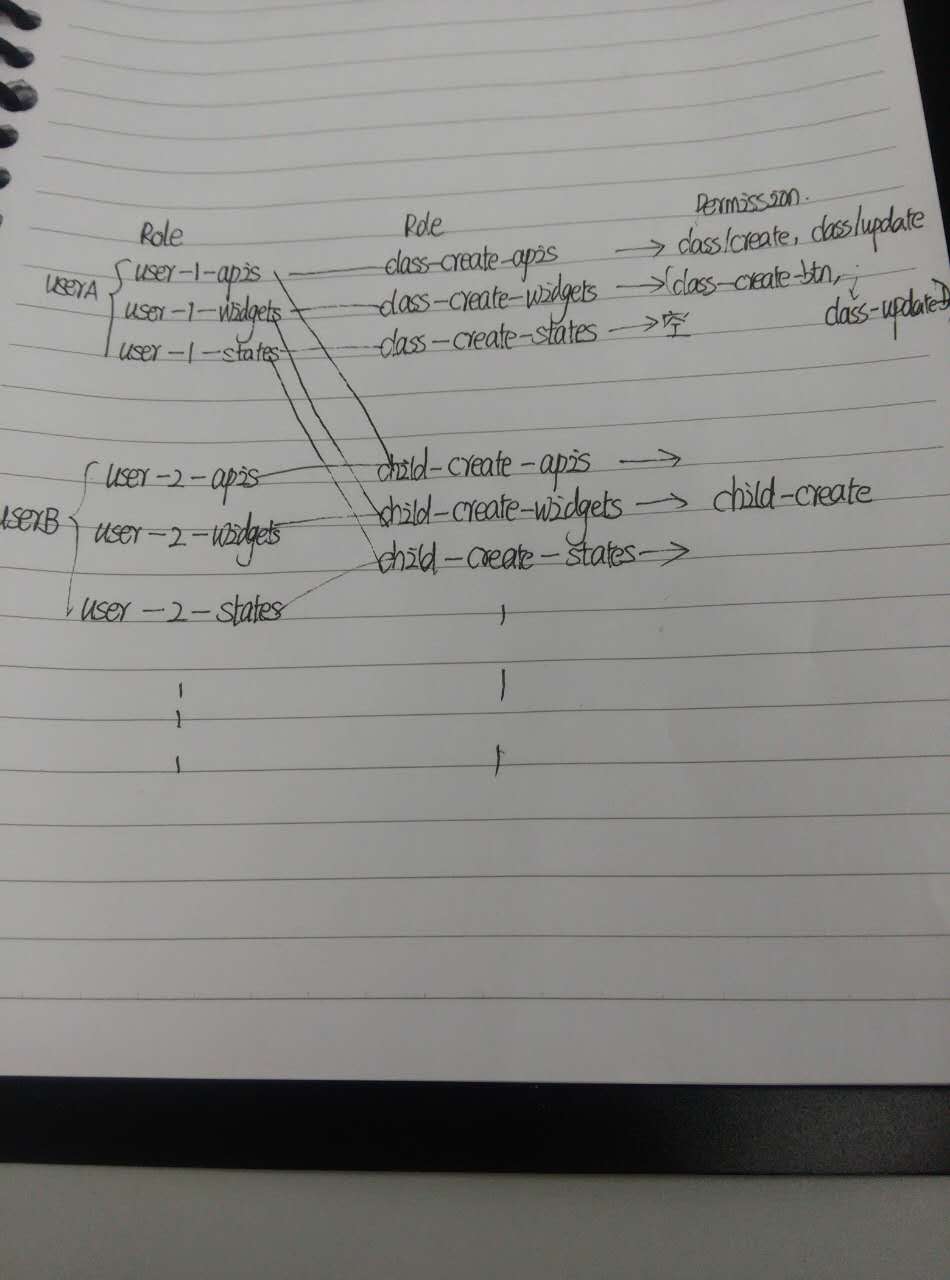 Role Role Permission.
user-1-apis class-create-apis → class/create, class/update
userA user-1-widgets class-create-widgets → (class-create-btn,
class-update)
user-1-states class-create-states → 空
user-2-apis child-create-apis →
userB user-2-widgets child-create-widgets → child-create
child-create-states →
user-2-states